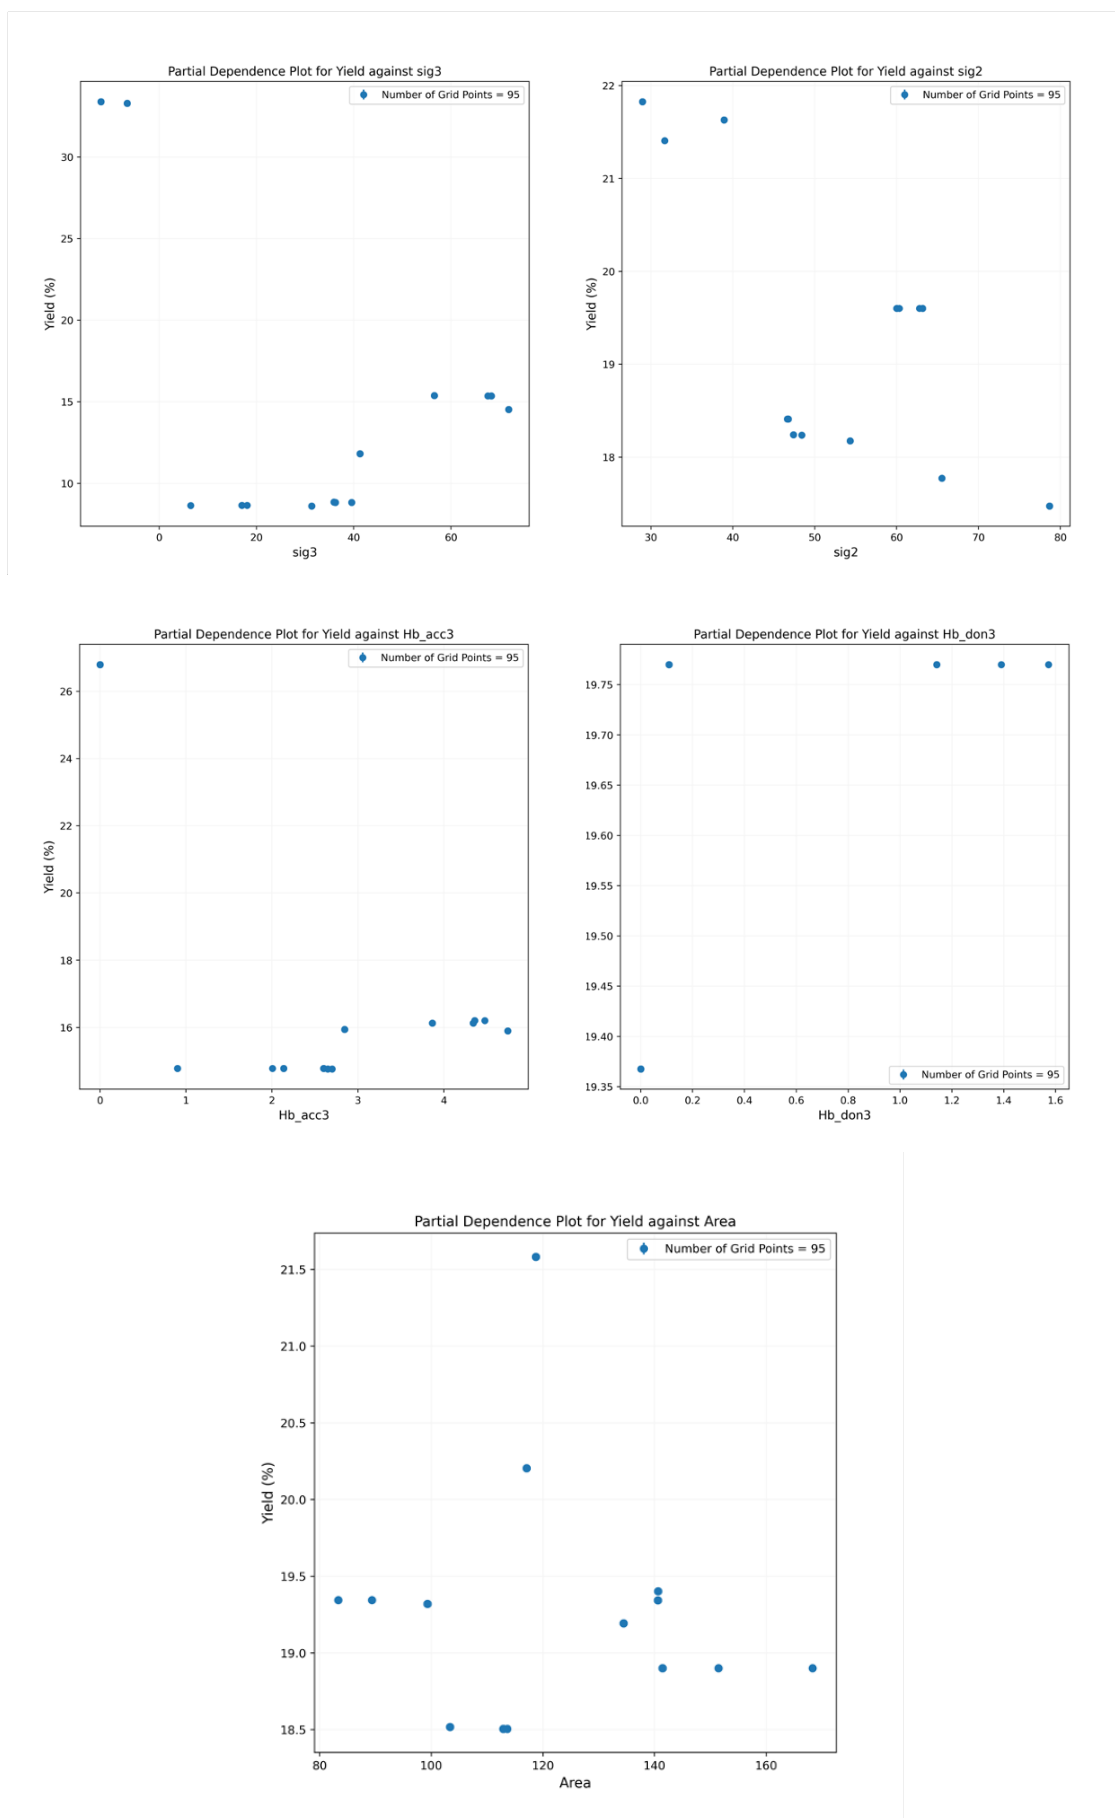 Partial Dependence Plot for Yield against sig3
Number of Grid Points = 95
30
25
20
15
10
Yield (%)
0 20 40 60
sig3
Partial Dependence Plot for Yield against sig2
Number of Grid Points = 95
22
21
20
19
18
Yield (%)
30 40 50 60 70 80
sig2
Partial Dependence Plot for Yield against Hb_acc3
Number of Grid Points = 95
26
24
22
20
18
16
Yield (%)
0 1 2 3 4
Hb_acc3
Partial Dependence Plot for Yield against Hb_don3
19.75
19.70
19.65
19.60
19.55
19.50
19.45
19.40
19.35
Number of Grid Points = 95
0.0 0.2 0.4 0.6 0.8 1.0 1.2 1.4 1.6
Hb_don3
Partial Dependence Plot for Yield against Area
Number of Grid Points = 95
21.5
21.0
20.5
20.0
19.5
19.0
18.5
Yield (%)
80 100 120 140 160
Area